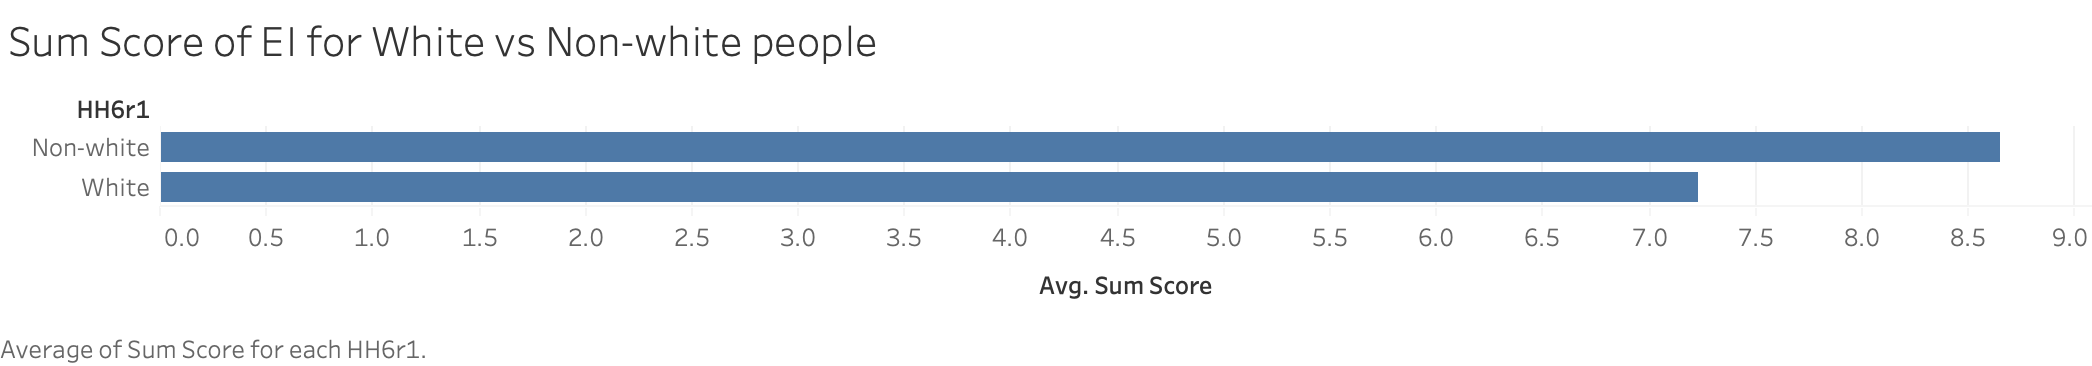 Sum Score of EI for White vs Non-white people
HH6r1
Non-white
White
0.0 0.5 1.0 1.5 2.0 2.5 3.0 3.5 4.0 4.5 5.0 5.5 6.0 6.5 7.0 7.5 8.0 8.5 9.0
Avg. Sum Score
Average of Sum Score for each HH6r1.